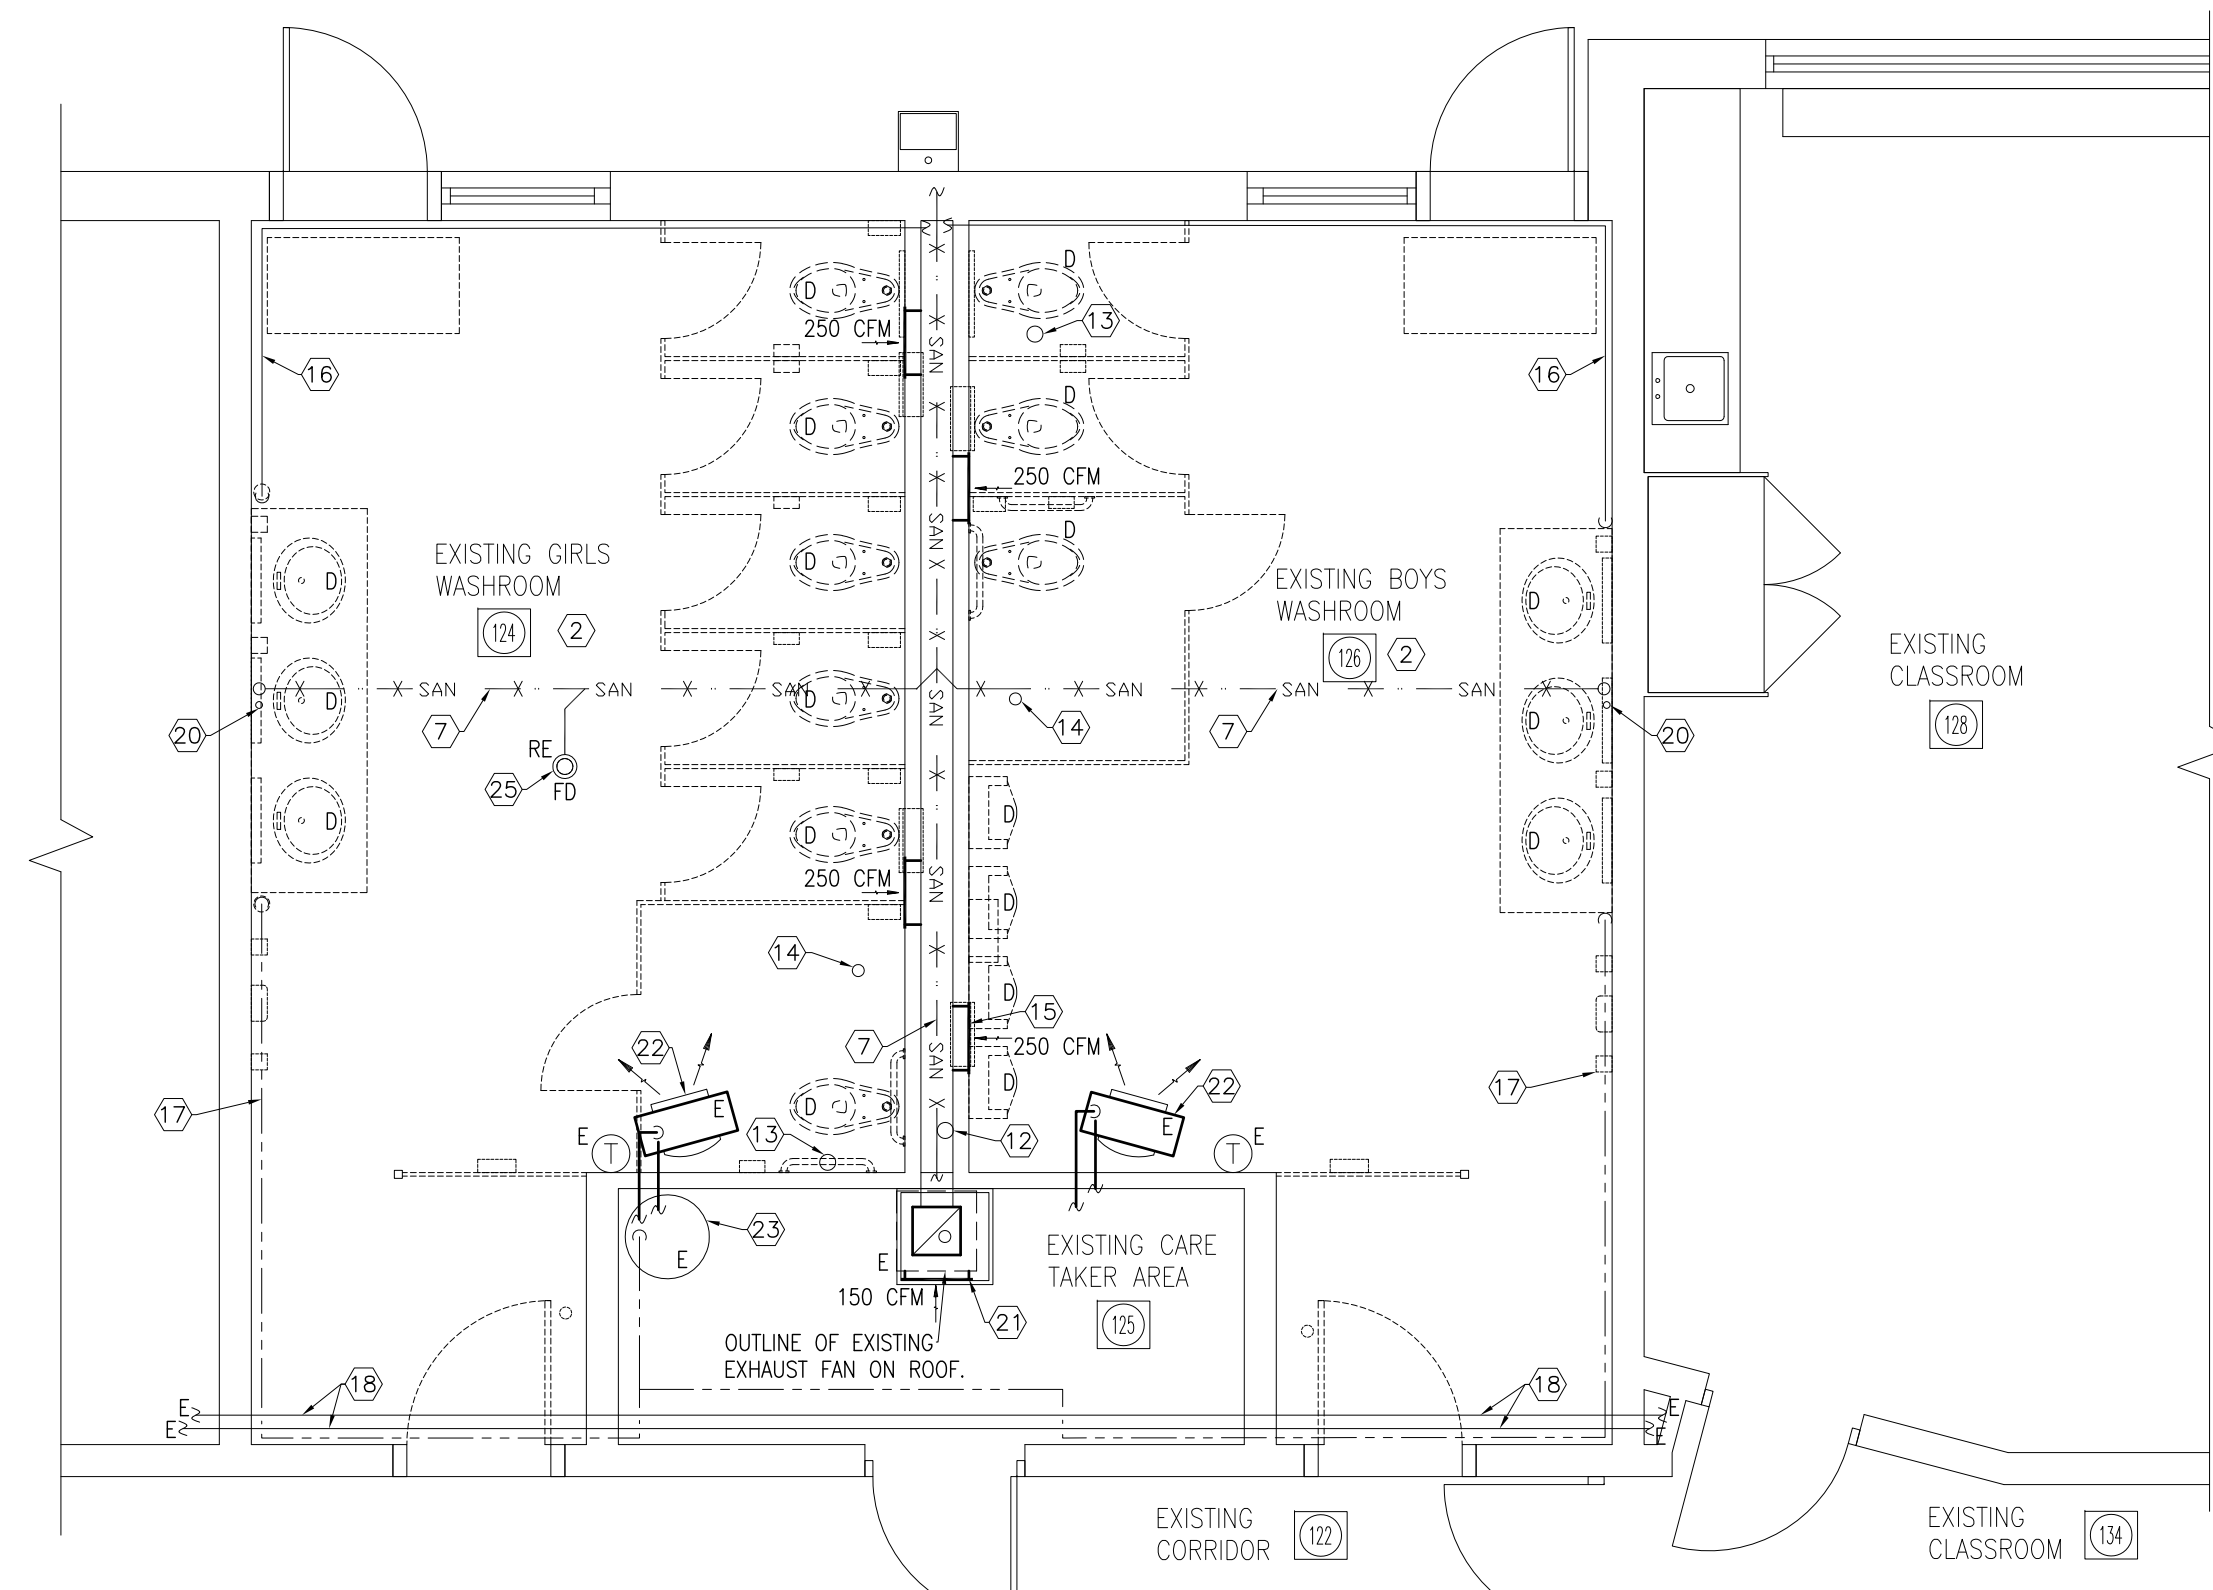 D
D
250 CFM
13
16
16
D
D
250 CFM
D
D
EXISTING GIRLS
WASHROOM
124
2
EXISTING BOYS
WASHROOM
126
2
D
D
D
D
EXISTING
CLASSROOM
128
SAN
SAN
SAN
SAN
SAN
SAN
SAN
SAN
SAN
SAN
SAN
D
D
D
20
7
14
7
20
RE
25
FD
D
D
D
D
250 CFM
D
14
D
15
7
250 CFM
22
22
17
17
D
D
E
E
E
T
13
12
T
E
23
E
E
EXISTING CARE
TAKER AREA
125
150 CFM
21
OUTLINE OF EXISTING
EXHAUST FAN ON ROOF.
18
18
E
E
E
E
EXISTING
CORRIDOR
122
EXISTING
CLASSROOM
134